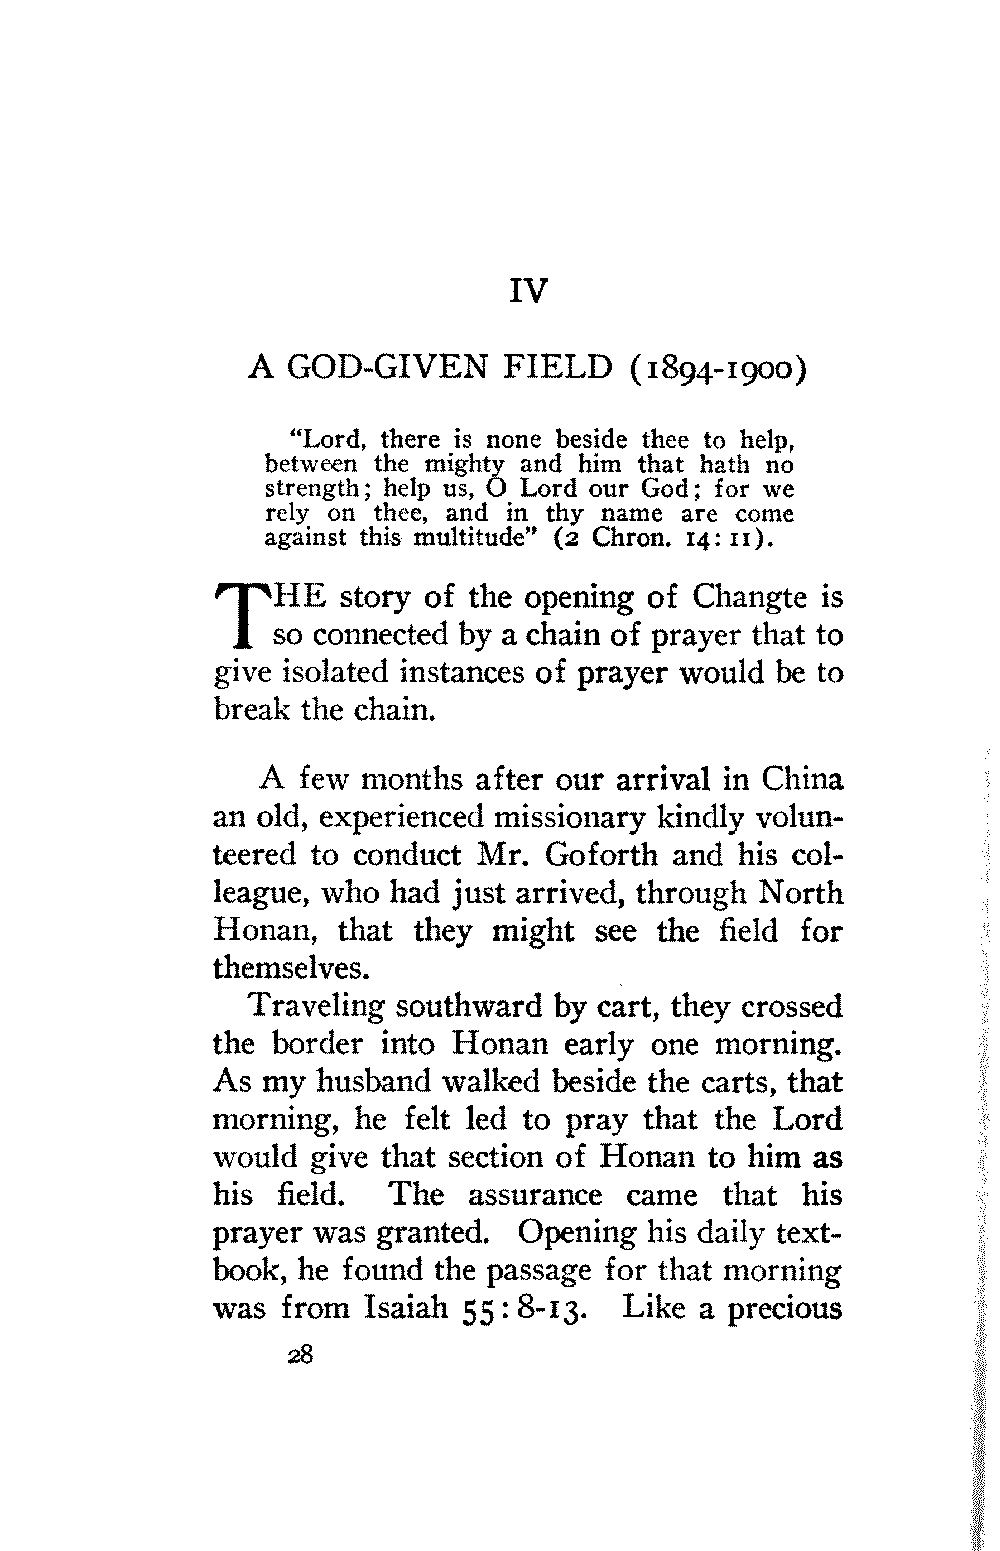 IV
A GOD-GIVEN FIELD (1894-1900)
“Lord, there is none beside thee to help,
between the mighty and him that hath no
strength; help us, O Lord our God; for we
rely on thee, and in thy name are come
against this multitude” (2 Chron. 14: 11).
THE story of the opening of Changte is
so connected by a chain of prayer that to
give isolated instances of prayer would be to
break the chain.
A few months after our arrival in China
an old, experienced missionary kindly volun-
teered to conduct Mr. Goforth and his col-
league, who had just arrived, through North
Honan, that they might see the field for
themselves.
Traveling southward by cart, they crossed
the border into Honan early one morning.
As my husband walked beside the carts, that
morning, he felt led to pray that the Lord
would give that section of Honan to him as
his field. The assurance came that his
prayer was granted. Opening his daily text-
book, he found the passage for that morning
was from Isaiah 55: 8-13. Like a precious
28